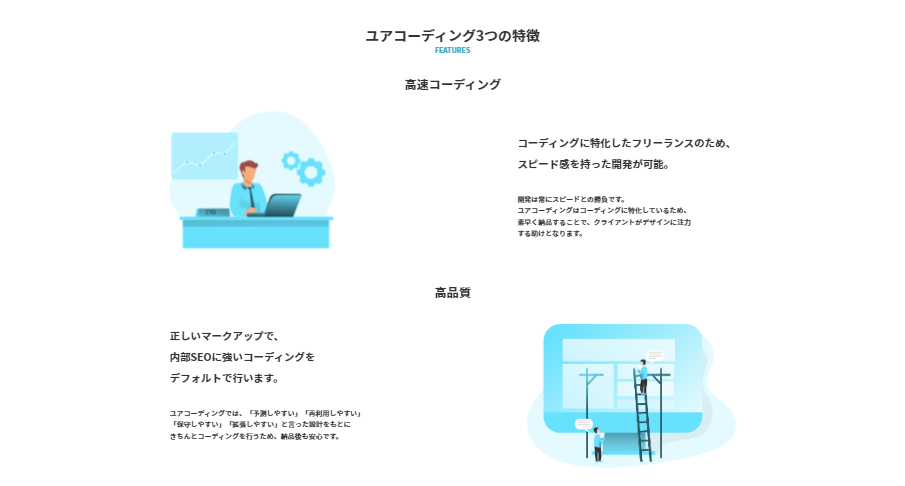 ユアコーディング3つの特徴
FEATURES
高速コーディング
コーディングに特化したフリーランスのため、
スピード感を持った開発が可能。
開発は常にスピードとの勝負です。
ユアコーディングはコーディングに特化しているため、
素早く納品することで、クライアントがデザインに注力
する助けとなります。
CTO
高品質
正しいマークアップで、
内部SEOに強いコーディングを
デフォルトで行います。
ユアコーディングでは、「予測しやすい」「再利用しやすい」
「保守しやすい」「拡張しやすい」と言った設計をもとに
きちんとコーディングを行うため、納品後も安心です。